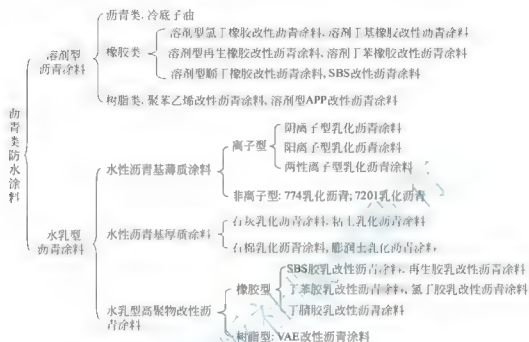 沥青类防水涂料
溶剂型沥青涂料
沥青类: 冷底子油
橡胶类
溶剂型氯丁橡胶改性沥青涂料, 溶剂丁基橡胶改性沥青涂料
溶剂型再生橡胶改性沥青涂料, 溶剂丁苯橡胶改性沥青涂料
溶剂型顺丁橡胶改性沥青涂料, SBS改性沥青涂料
树脂类: 聚苯乙烯改性沥青涂料, 溶剂型APP改性沥青涂料
水乳型沥青涂料
水性沥青基薄质涂料
离子型
阴离子型乳化沥青涂料
阳离子型乳化沥青涂料
两性离子型乳化沥青涂料
非离子型: 774乳化沥青; 7201乳化沥青
水性沥青基厚质涂料
石灰乳化沥青涂料, 粘土乳化沥青涂料
石棉乳化沥青涂料, 膨润土乳化沥青涂料
水乳型高聚物改性沥青涂料
橡胶型
SBS胶乳改性沥青涂料, 再生胶乳改性沥青涂料
丁苯胶乳改性沥青涂料, 氯丁胶乳改性沥青涂料
丁腈胶乳改性沥青涂料
树脂型: VAE改性沥青涂料